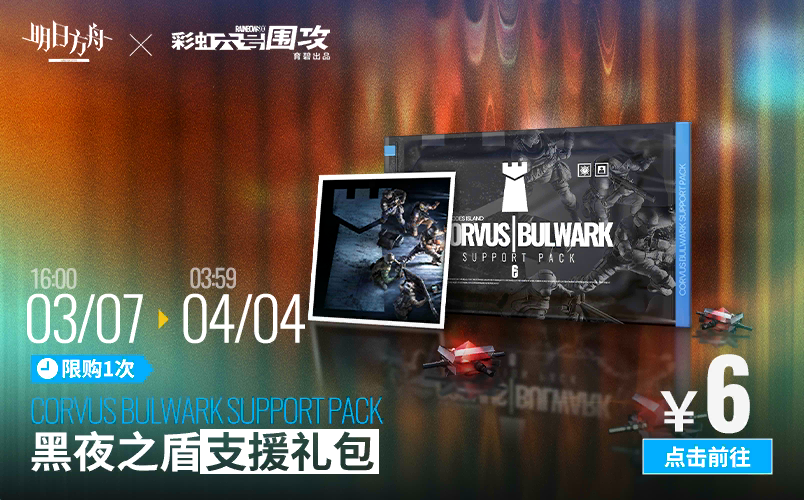 明日方舟
RAINBOW SIX
彩虹六号围攻
育碧出品
RHODES ISLAND
CORVUS BULWARK
SUPPORT PACK
6
CORVUS BULWARK SUPPORT PACK
16:00
03:59
03/07
04/04
限购1次
CORVUS BULWARK SUPPORT PACK
黑夜之盾支援礼包
¥6
点击前往